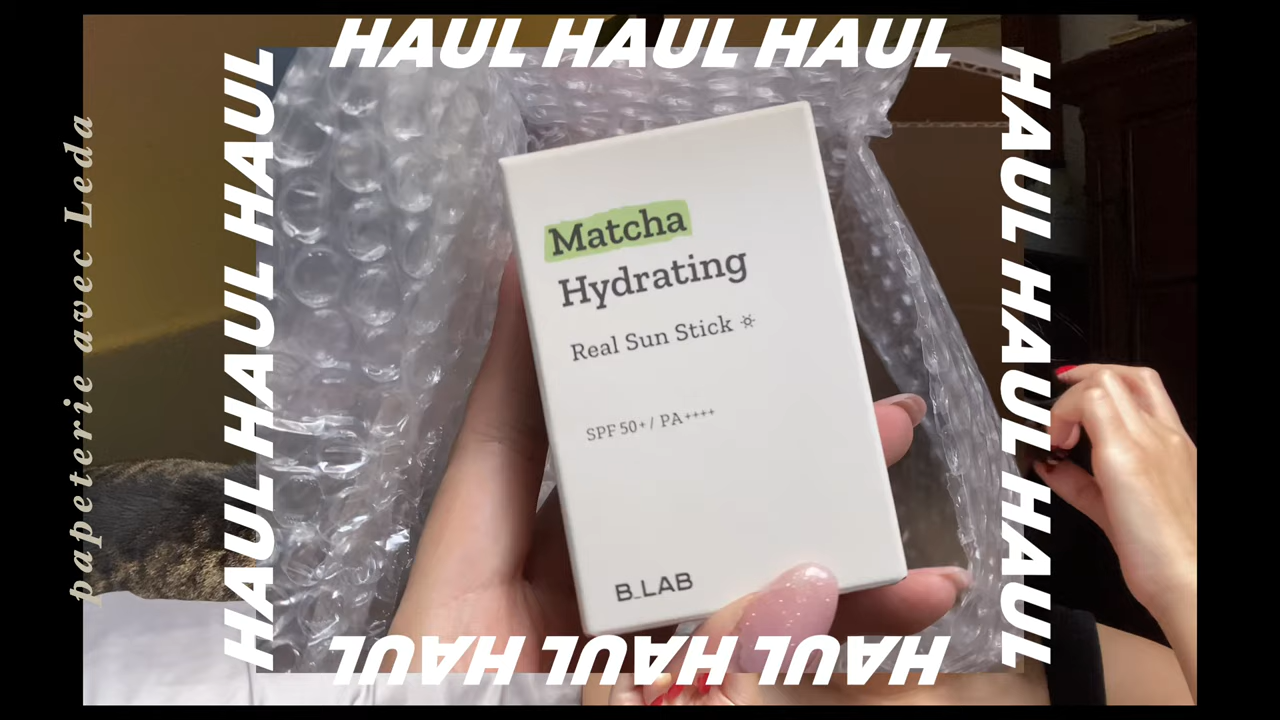 HAUL HAUL HAUL
papeterie avec Leda
HAUL HAUL HAUL
Matcha
Hydrating
Real Sun Stick
SPF 50+ / PA++++
B_LAB
HAUL HAUL HAUL
HAUL HAUL HAUL